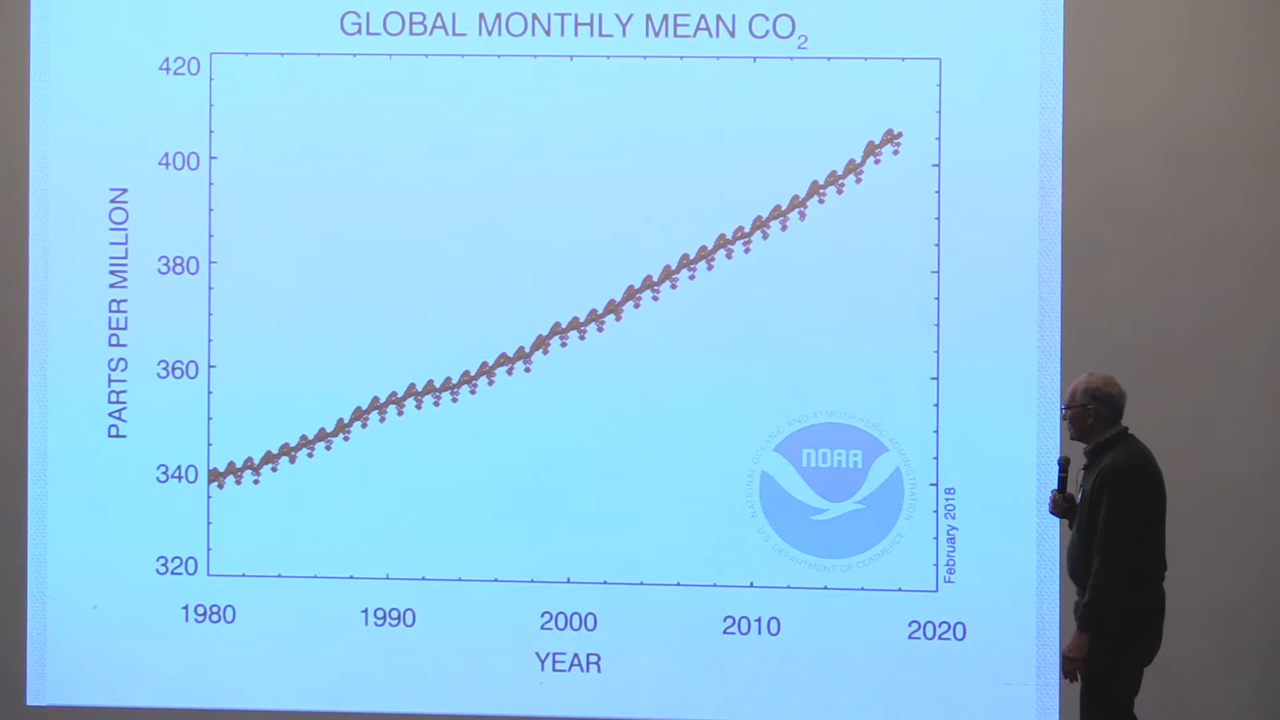 GLOBAL MONTHLY MEAN CO2
420
400
380
360
340
320
PARTS PER MILLION
1980
1990
2000
2010
2020
YEAR
NOAA
NATIONAL OCEANIC AND ATMOSPHERIC ADMINISTRATION
U.S. DEPARTMENT OF COMMERCE
February 2018